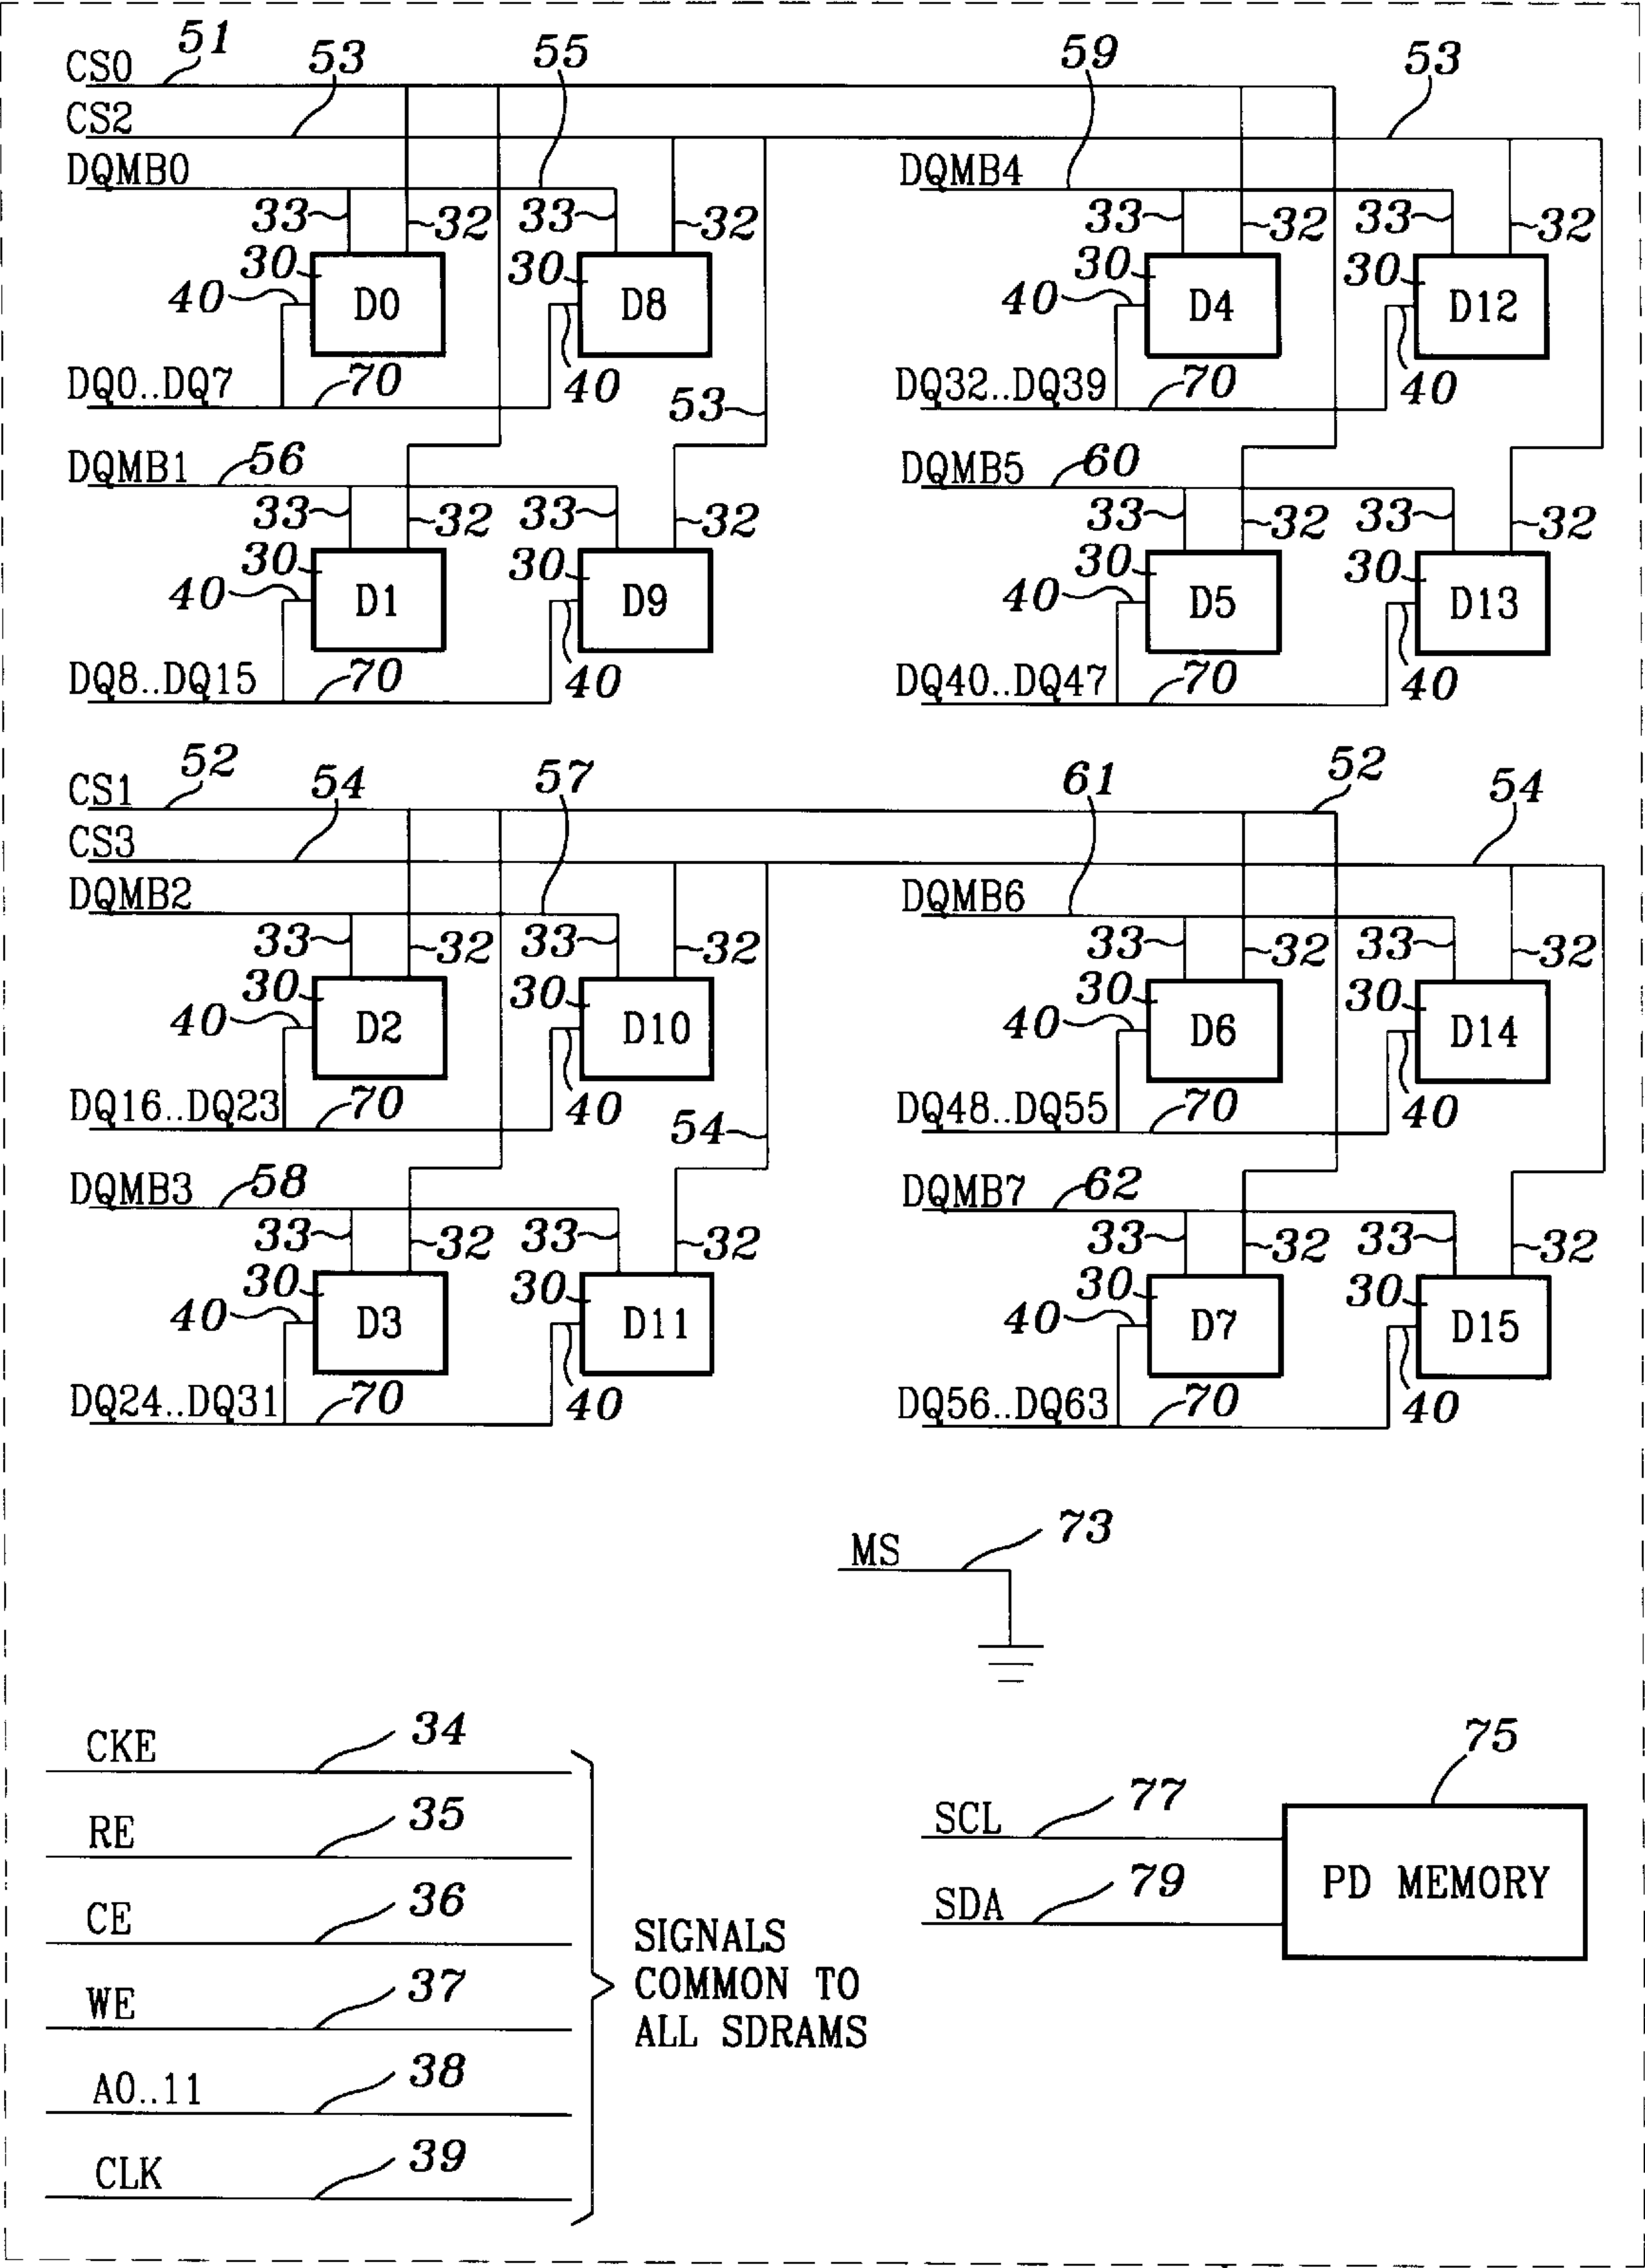 51 53 55 59 53
CS0
CS2
DQMB0 DQMB4
33 32 33 32 33 32 33 32
30 30 30 30
40 D0 D8 40 D4 D12
DQ0..DQ7 70 40 DQ32..DQ39 70 40
53
DQMB1 56 DQMB5 60
33 32 33 32 33 32 33 32
30 30 30 30
40 D1 D9 40 D5 D13
DQ8..DQ15 70 40 DQ40..DQ47 70 40
52 54 57 61 52 54
CS1
CS3
DQMB2 DQMB6
33 32 33 32 33 32 33 32
30 30 30 30
40 D2 D10 40 D6 D14
DQ16..DQ23 70 40 DQ48..DQ55 70 40
54
DQMB3 58 DQMB7 62
33 32 33 32 33 32 33 32
30 30 30 30
40 D3 D11 40 D7 D15
DQ24..DQ31 70 40 DQ56..DQ63 70 40
MS 73
CKE 34
RE 35
CE 36
WE 37
A0..11 38
CLK 39
SIGNALS
COMMON TO
ALL SDRAMS
75
SCL 77
SDA 79
PD MEMORY